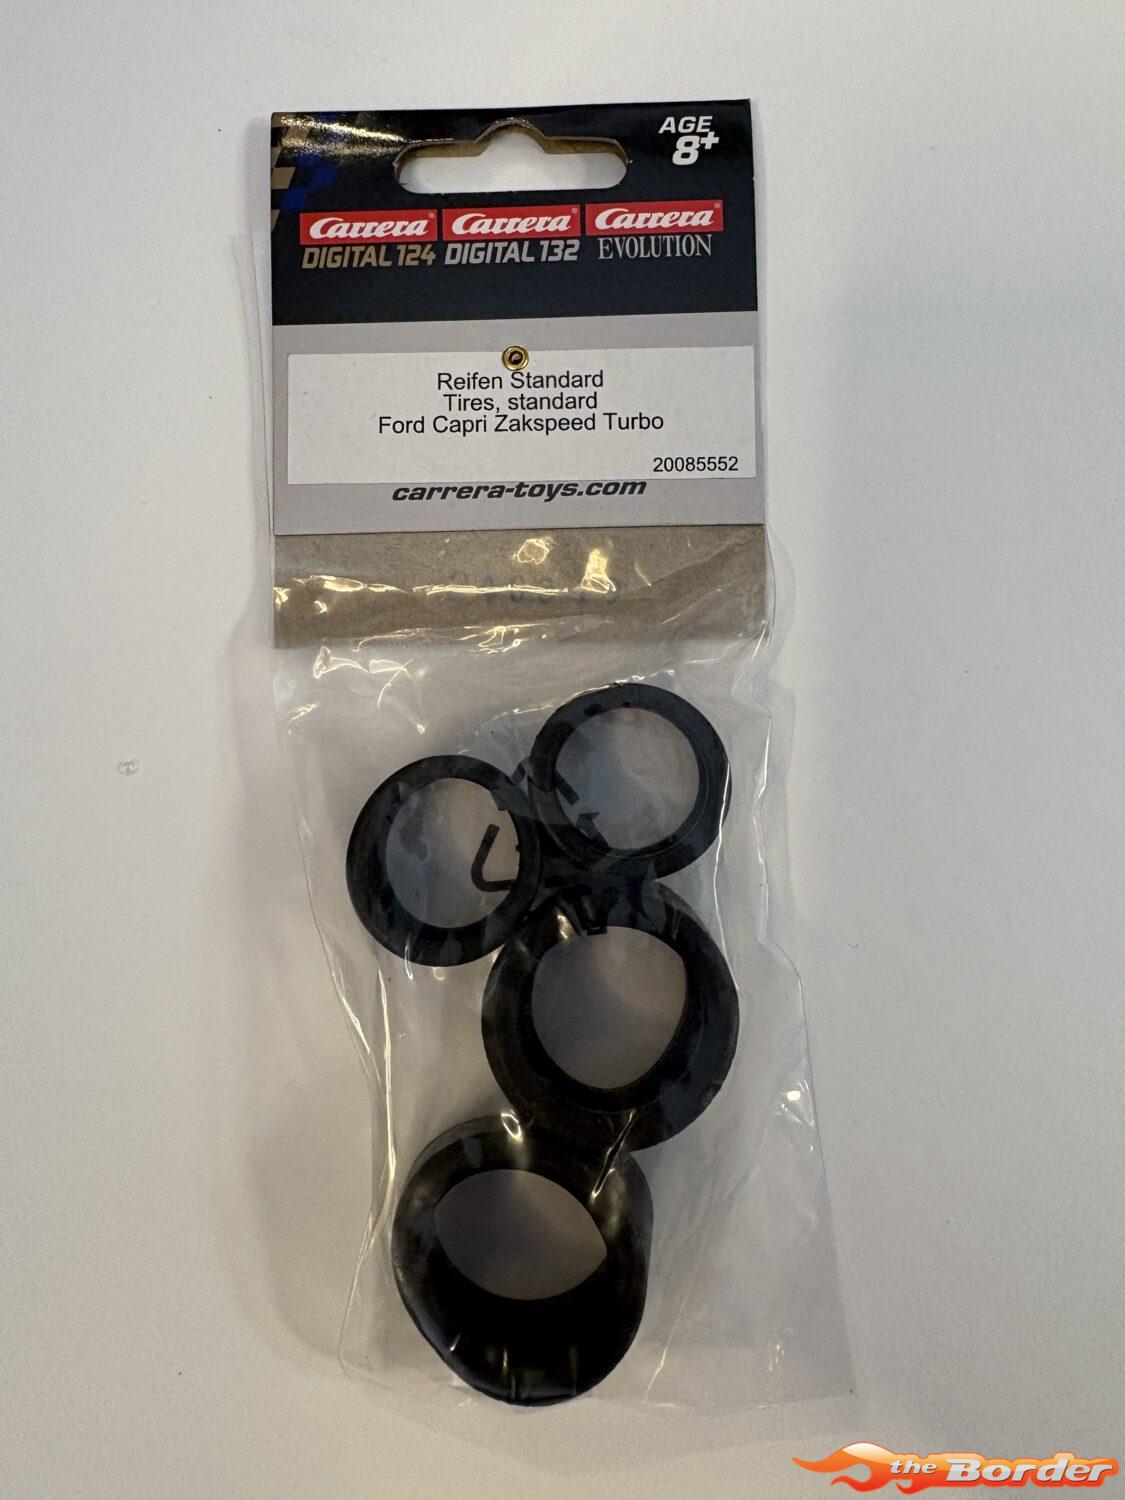 AGE
8+
Carrera® Carrera® Carrera®
DIGITAL 124 DIGITAL 132 EVOLUTION
Reifen Standard
Tires, standard
Ford Capri Zakspeed Turbo
20085552
carrera-toys.com
the Border